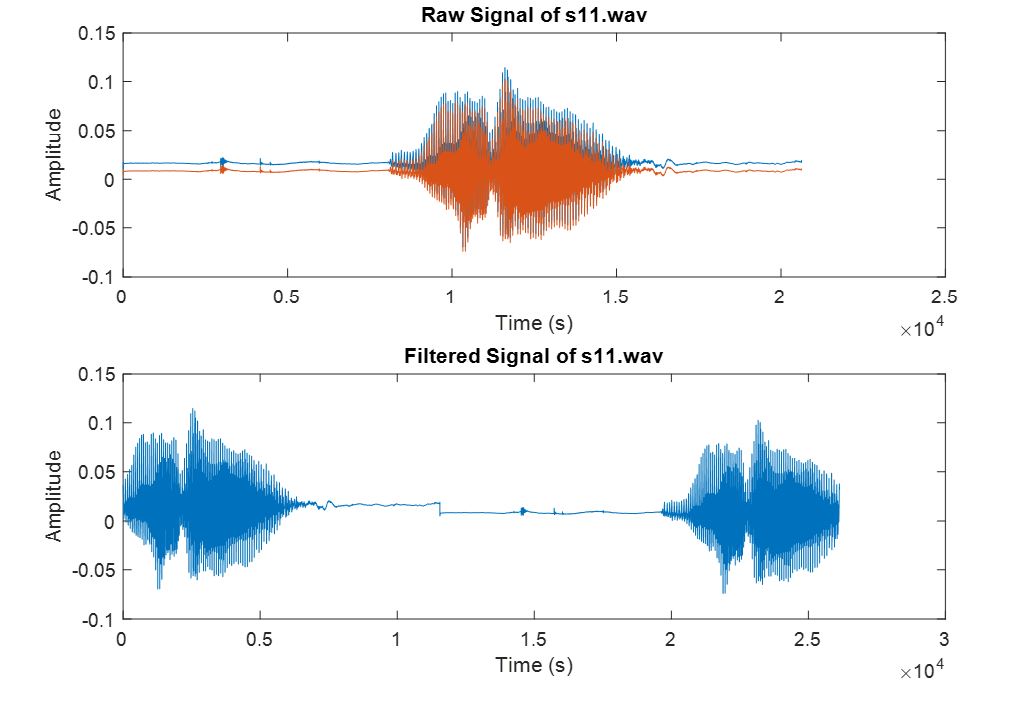 Raw Signal of s11.wav
0.15
0.1
0.05
0
-0.05
-0.1
Amplitude
0 0.5 1 1.5 2 2.5
Time (s)
×10^4
Filtered Signal of s11.wav
0.15
0.1
0.05
0
-0.05
-0.1
Amplitude
0 0.5 1 1.5 2 2.5 3
Time (s)
×10^4